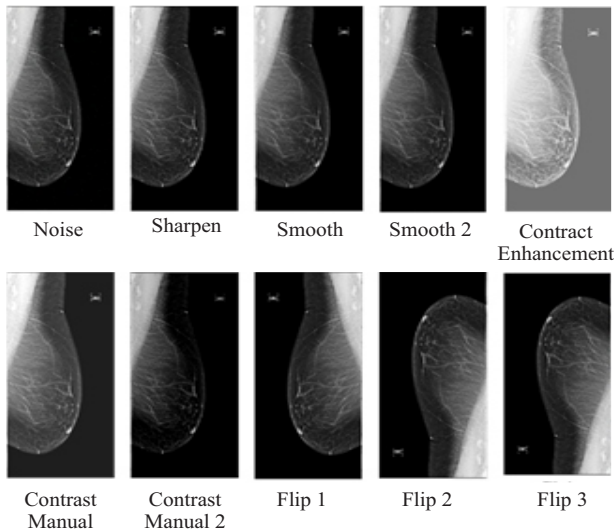 Noise
Sharpen
Smooth
Smooth 2
Contract
Enhancement
Contrast
Manual
Contrast
Manual 2
Flip 1
Flip 2
Flip 3